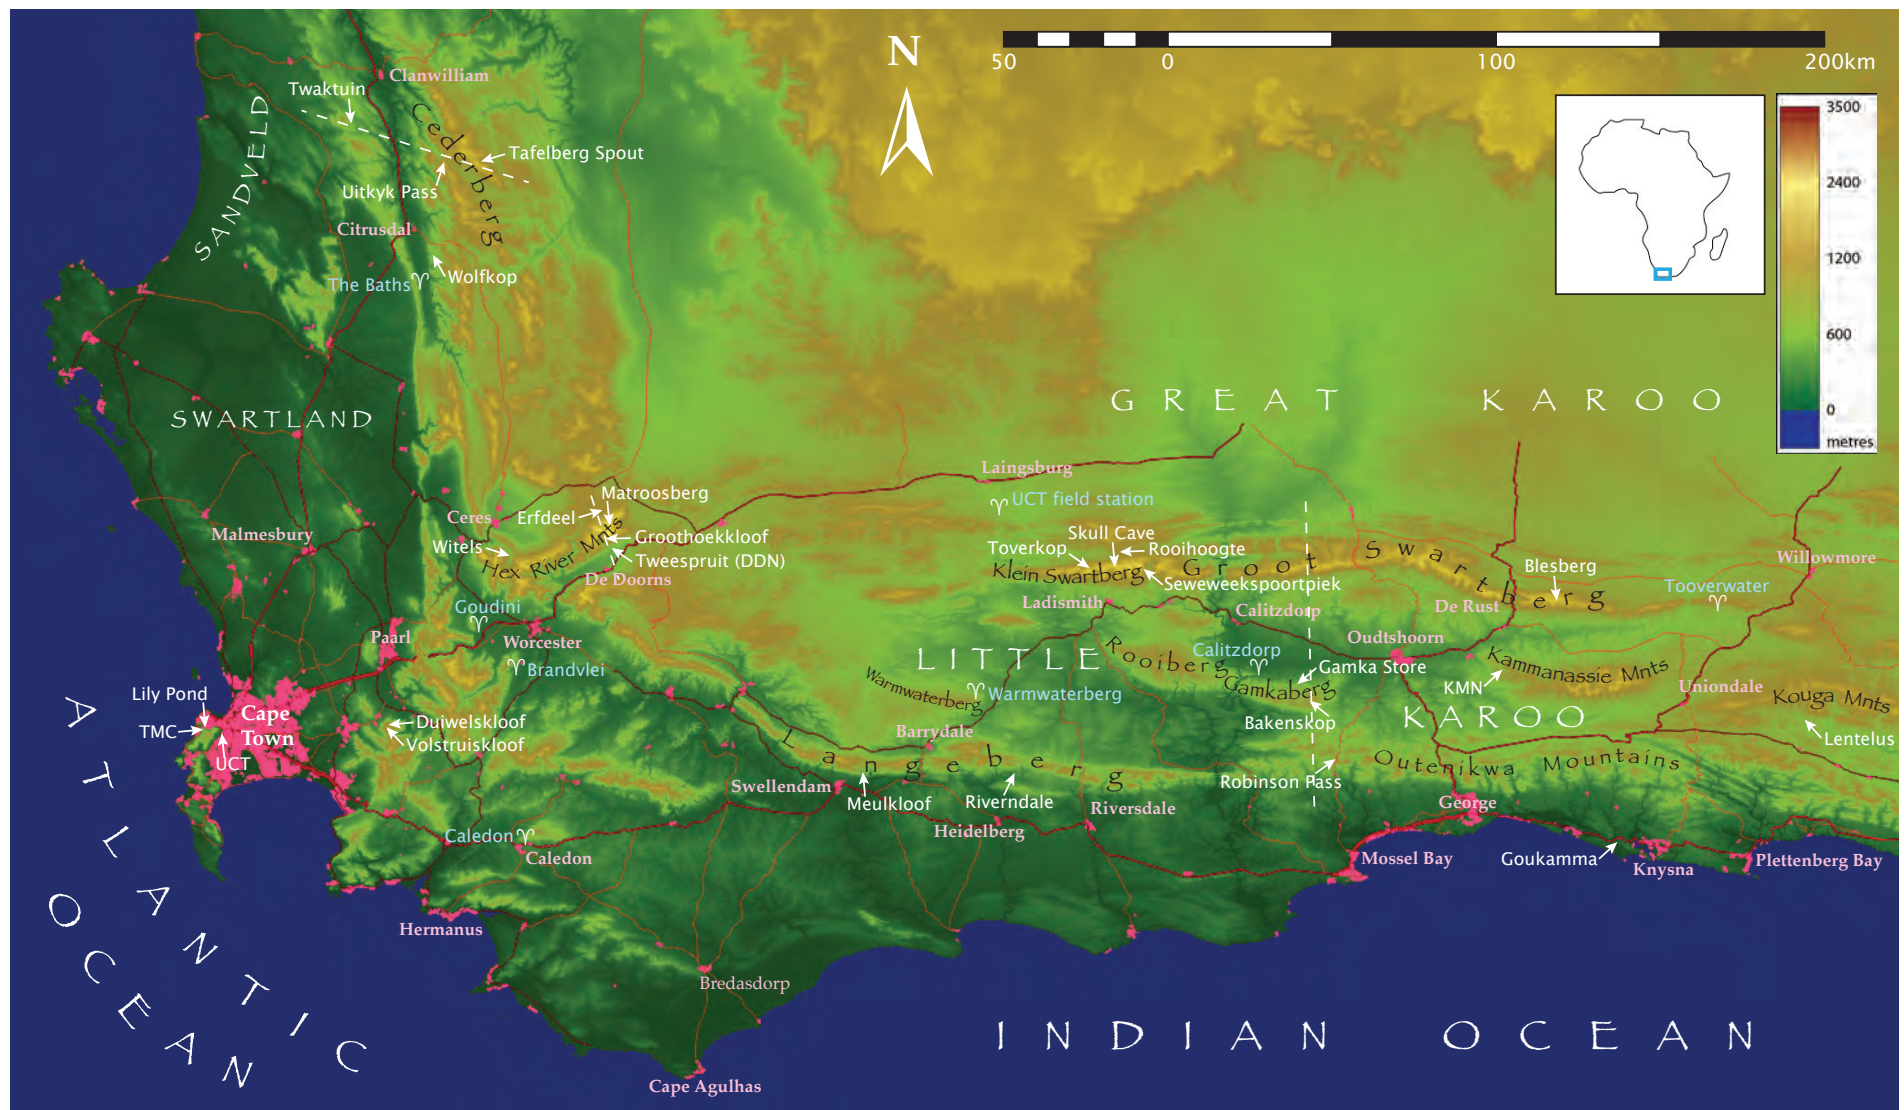 N
50 0 100 200km
3500
2400
1200
600
0
metres
Clanwilliam
Twaktuin
Cederberg
SANDVELD
Tafelberg Spout
Uitkyk Pass
Citrusdal
Wolfkop
The Baths
SWARTLAND
GREAT KAROO
Laingsburg
UCT field station
Matroosberg
Erfdeel
Ceres
Groothoekkloof
Witels
Hex River Mnts
Tweespruit (DDN)
De Doorns
Malmesbury
Skull Cave
Toverkop
Rooihoogte
Klein Swartberg
Groot Swartberg
Seweweekspoortpiek
Blesberg
Willowmore
Tooverwater
Ladismith
Calitzdorp
De Rust
Goudini
Worcester
Paarl
Brandvlei
Oudtshoorn
LITTLE
Rooiberg
Calitzdorp
Gamka Store
Gamkaberg
Kammanassie Mnts
KMN
Uniondale
Kouga Mnts
Warmwaterberg
Warmwaterberg
Bakenskop
KAROO
Lily Pond
TMC
Cape
Town
UCT
Duiwelskloof
Volstruiskloof
Barrydale
Lentelus
Langeberg
Outenikwa Mountains
Swellendam
Meulkloof
Riverndale
Robinson Pass
Riversdale
George
Heidelberg
Caledon
Caledon
Mossel Bay
Goukamma
Knysna
Plettenberg Bay
Hermanus
Bredasdorp
Cape Agulhas
ATLANTIC
OCEAN
INDIAN OCEAN